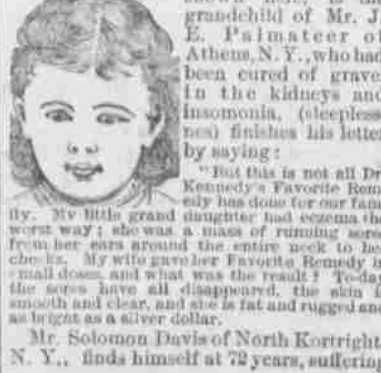 grandchild of Mr. J.
E. Palmateer of
Athens, N. Y., who had
been cured of gravel
in the kidneys and
insomonia, (sleepless
nes) finishes his letter
by saying:
"But this is not all Dr
Kennedy's Favorite Rem
edy has done for our fam
ily. My little grand daughter had eczema the
worst way; she was a mass of running sores
from her ears around the entire neck to her
cheeks. My wife gave her Favorite Remedy in
small doses, and what was the result? To-day
the sores have all disappeared, the skin is
smooth and clear, and she is fat and rugged and
as bright as a silver dollar.
Mr. Solomon Davis of North Kortright,
N. Y., finds himself at 72 years, suffering